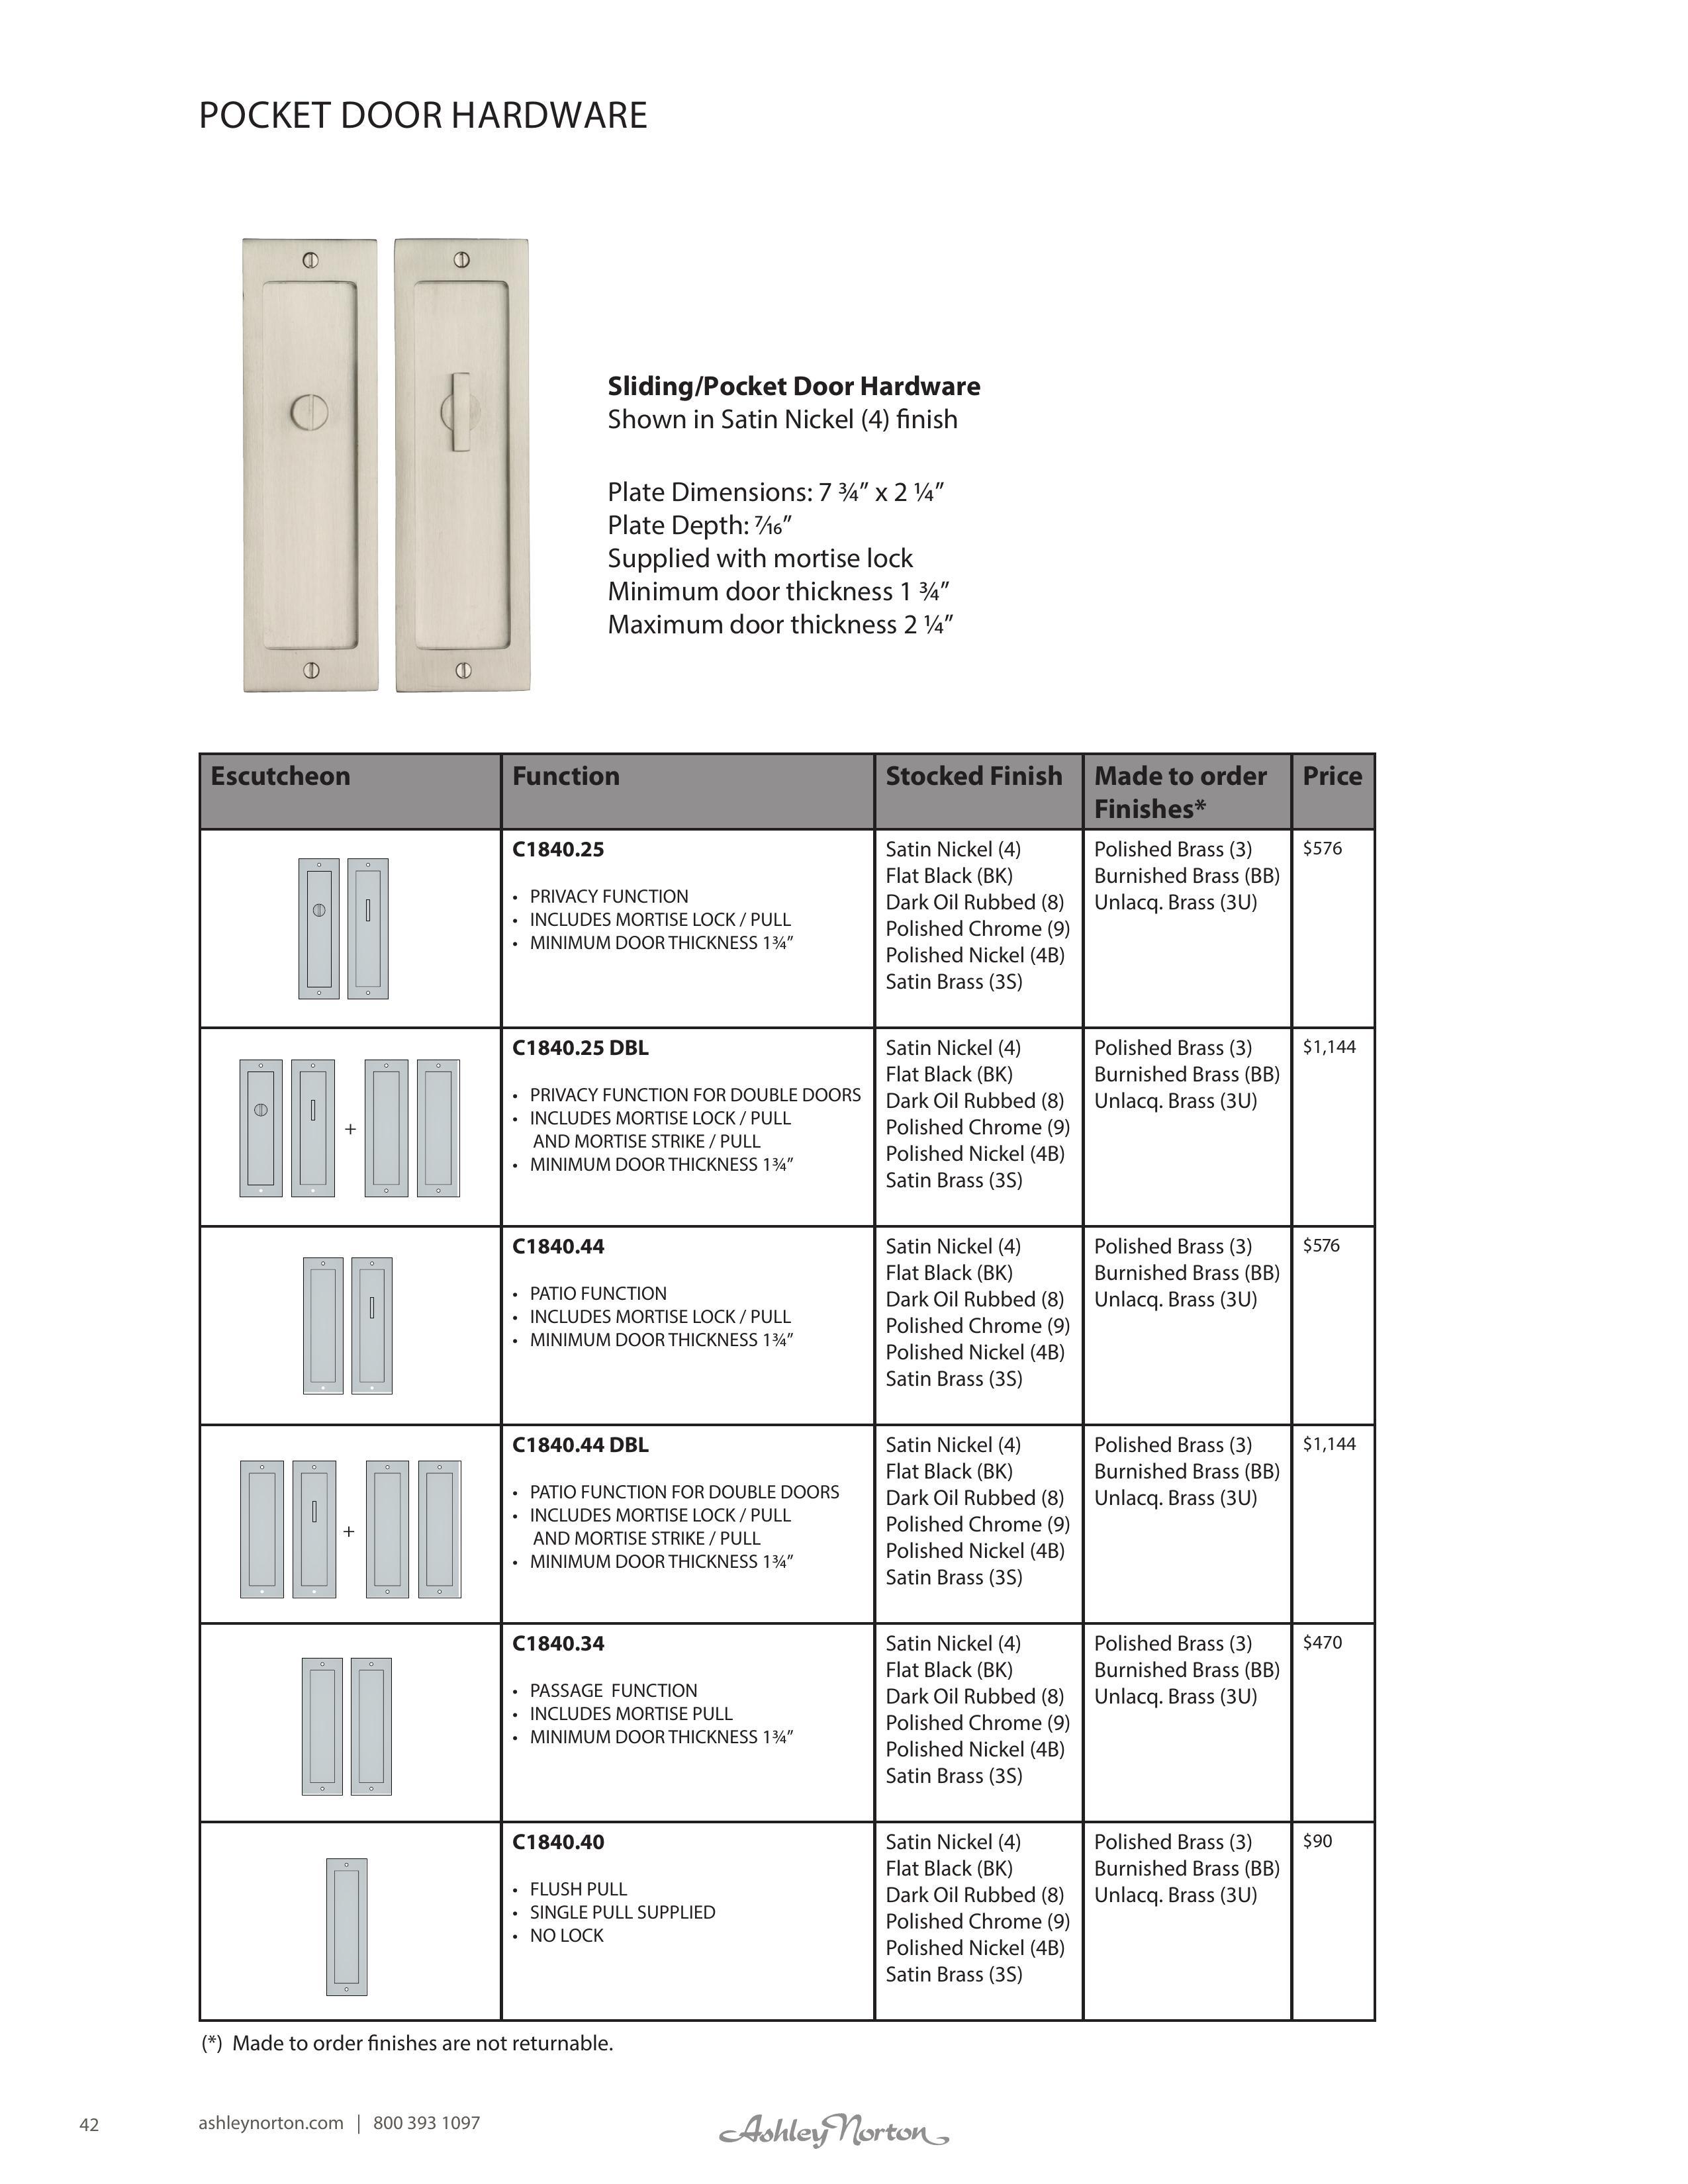 POCKET DOOR HARDWARE
Sliding/Pocket Door Hardware
Shown in Satin Nickel (4) finish
Plate Dimensions: 7 ¾” x 2 ¼”
Plate Depth: ⁷⁄₁₆”
Supplied with mortise lock
Minimum door thickness 1 ¾”
Maximum door thickness 2 ¼”
Escutcheon Function Stocked Finish Made to order Price
Finishes*
C1840.25 Satin Nickel (4) Polished Brass (3) $576
Flat Black (BK) Burnished Brass (BB)
• PRIVACY FUNCTION Dark Oil Rubbed (8) Unlacq. Brass (3U)
• INCLUDES MORTISE LOCK / PULL Polished Chrome (9)
• MINIMUM DOOR THICKNESS 1¾” Polished Nickel (4B)
Satin Brass (3S)
C1840.25 DBL Satin Nickel (4) Polished Brass (3) $1,144
Flat Black (BK) Burnished Brass (BB)
• PRIVACY FUNCTION FOR DOUBLE DOORS Dark Oil Rubbed (8) Unlacq. Brass (3U)
• INCLUDES MORTISE LOCK / PULL Polished Chrome (9)
+ AND MORTISE STRIKE / PULL Polished Nickel (4B)
• MINIMUM DOOR THICKNESS 1¾” Satin Brass (3S)
C1840.44 Satin Nickel (4) Polished Brass (3) $576
Flat Black (BK) Burnished Brass (BB)
• PATIO FUNCTION Dark Oil Rubbed (8) Unlacq. Brass (3U)
• INCLUDES MORTISE LOCK / PULL Polished Chrome (9)
• MINIMUM DOOR THICKNESS 1¾” Polished Nickel (4B)
Satin Brass (3S)
C1840.44 DBL Satin Nickel (4) Polished Brass (3) $1,144
Flat Black (BK) Burnished Brass (BB)
• PATIO FUNCTION FOR DOUBLE DOORS Dark Oil Rubbed (8) Unlacq. Brass (3U)
• INCLUDES MORTISE LOCK / PULL Polished Chrome (9)
+ AND MORTISE STRIKE / PULL Polished Nickel (4B)
• MINIMUM DOOR THICKNESS 1¾” Satin Brass (3S)
C1840.34 Satin Nickel (4) Polished Brass (3) $470
Flat Black (BK) Burnished Brass (BB)
• PASSAGE FUNCTION Dark Oil Rubbed (8) Unlacq. Brass (3U)
• INCLUDES MORTISE PULL Polished Chrome (9)
• MINIMUM DOOR THICKNESS 1¾” Polished Nickel (4B)
Satin Brass (3S)
C1840.40 Satin Nickel (4) Polished Brass (3) $90
Flat Black (BK) Burnished Brass (BB)
• FLUSH PULL Dark Oil Rubbed (8) Unlacq. Brass (3U)
• SINGLE PULL SUPPLIED Polished Chrome (9)
• NO LOCK Polished Nickel (4B)
Satin Brass (3S)
(*) Made to order finishes are not returnable.
42 ashleynorton.com | 800 393 1097 Ashley Norton